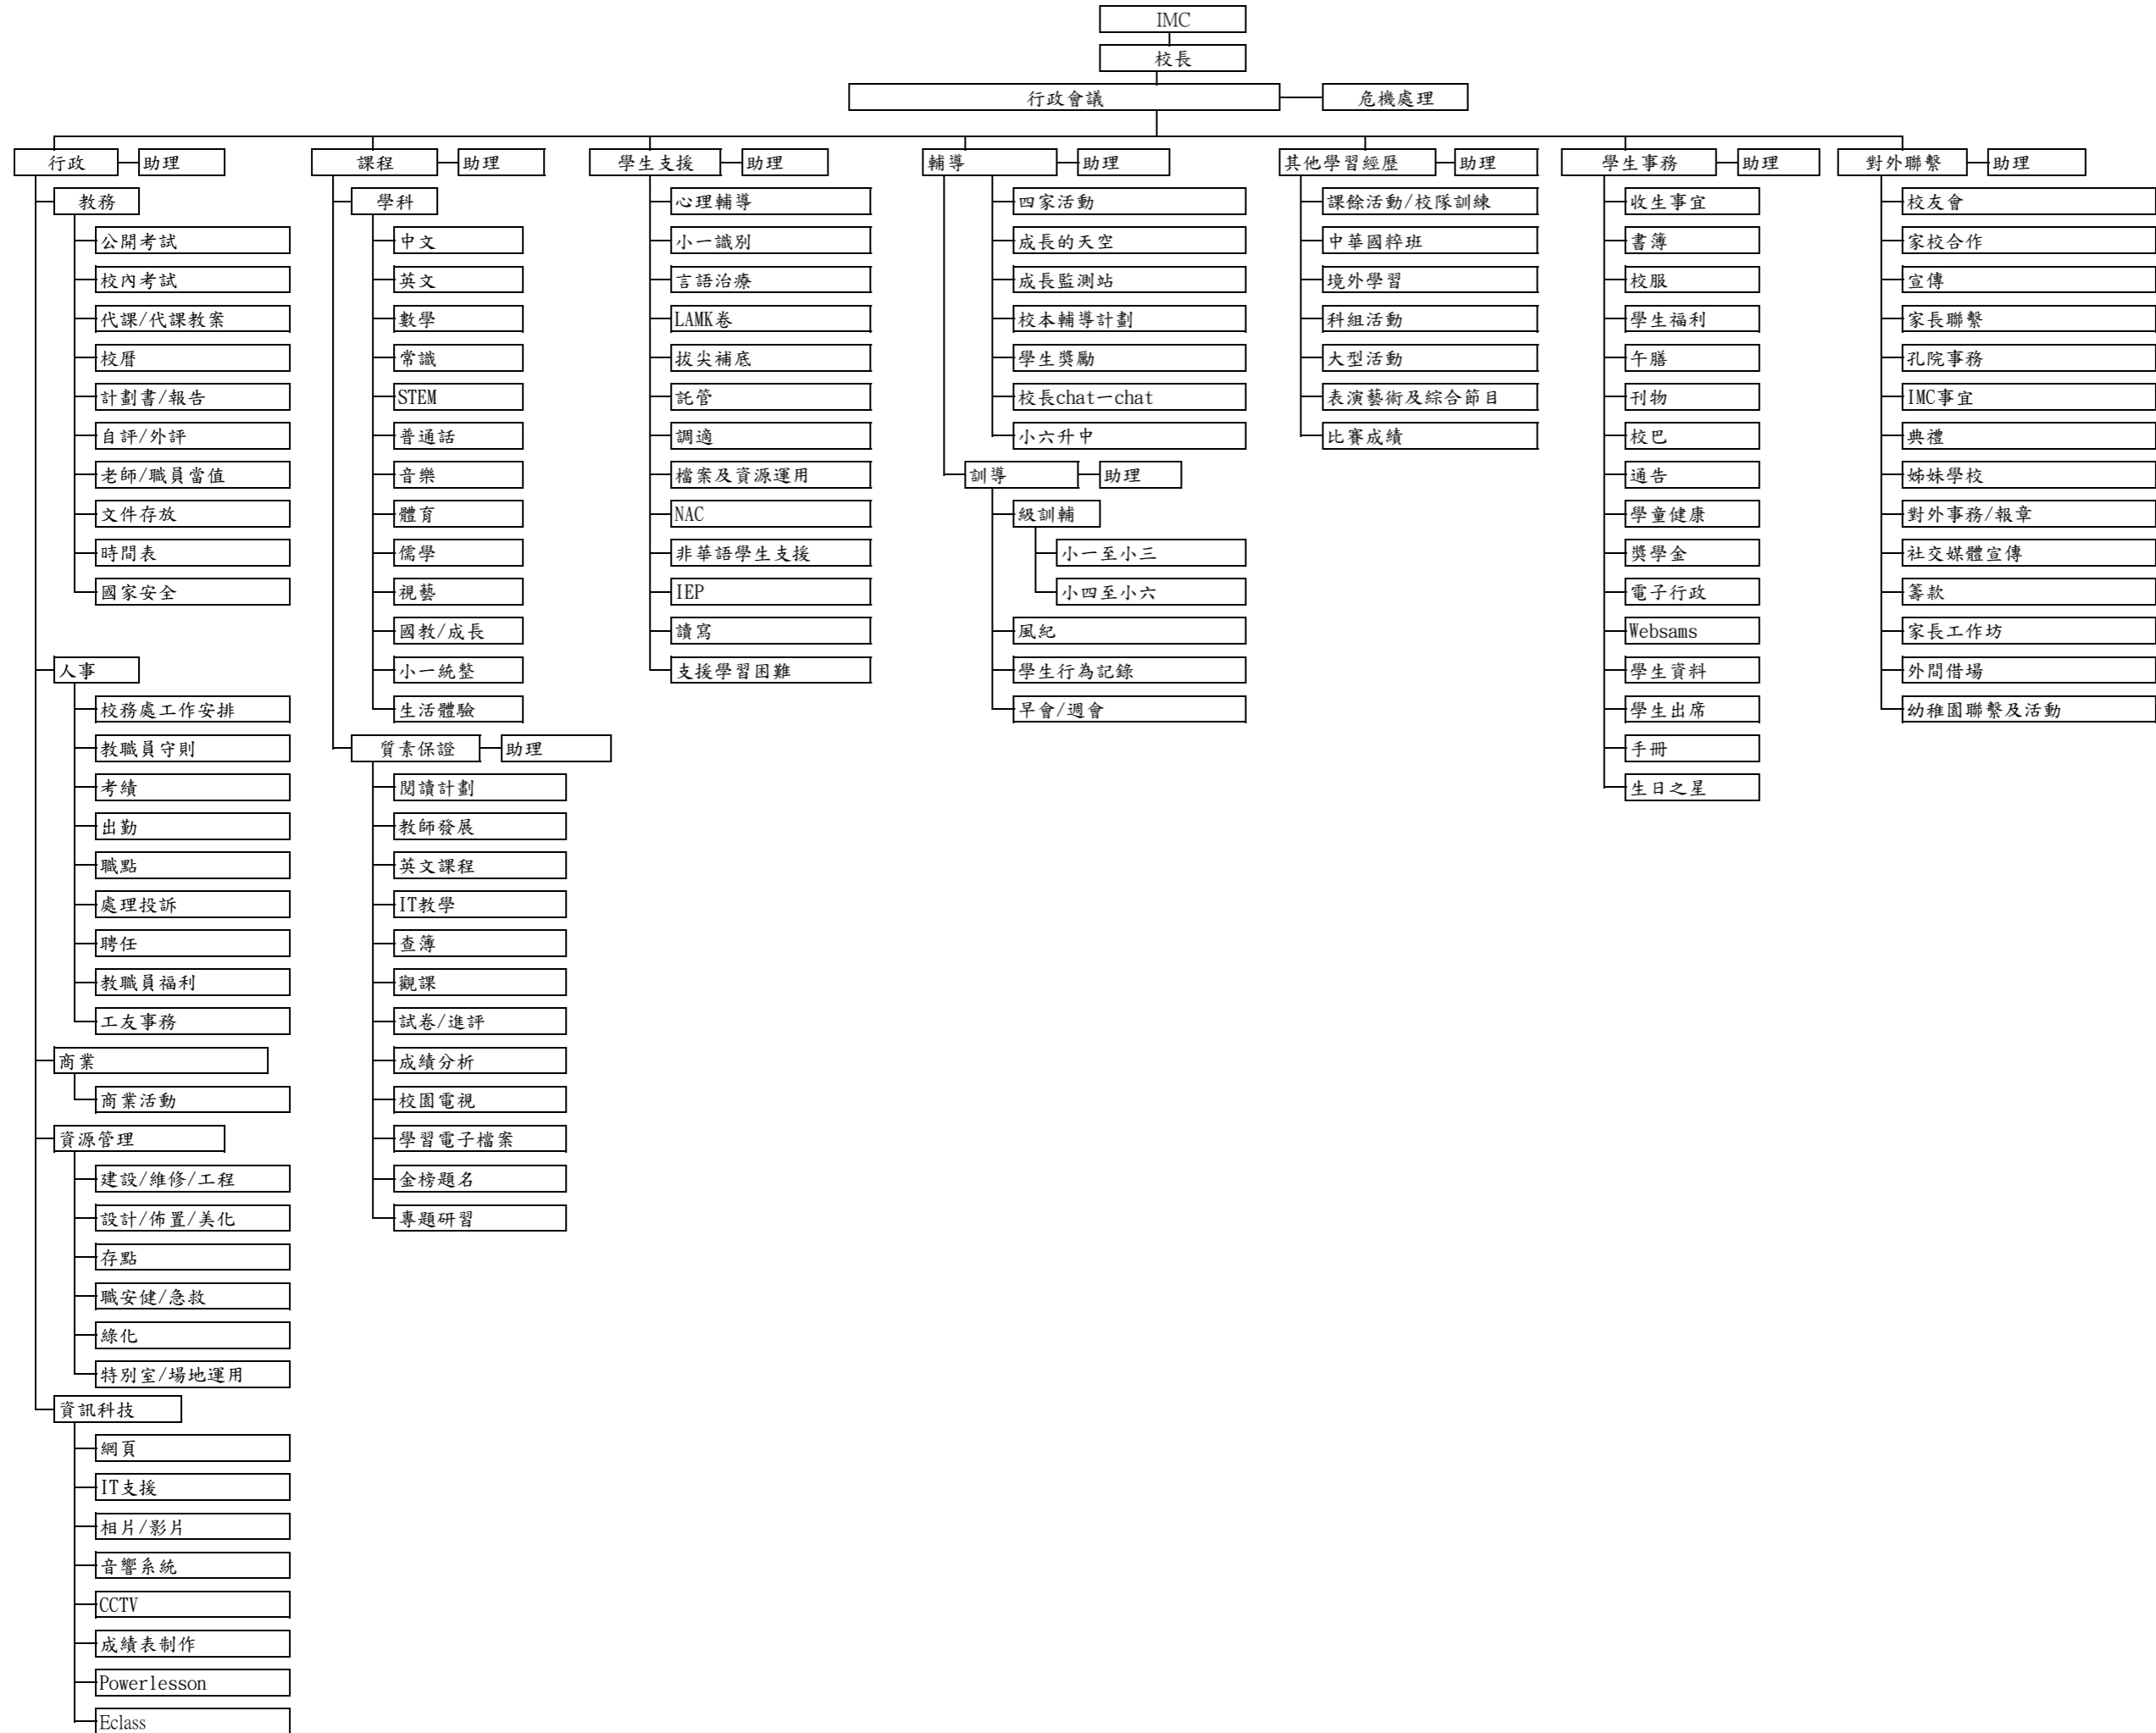 IMC
校長
行政會議
危機處理
行政
助理
教務
公開考試
校內考試
代課/代課教案
校曆
計劃書/報告
自評/外評
老師/職員當值
文件存放
時間表
國家安全
人事
校務處工作安排
教職員守則
考績
出勤
職點
處理投訴
聘任
教職員福利
工友事務
商業
商業活動
資源管理
建設/維修/工程
設計/佈置/美化
存點
職安健/急救
綠化
特別室/場地運用
資訊科技
網頁
IT支援
相片/影片
音響系統
CCTV
成績表制作
Powerlesson
Eclass
課程
助理
學科
中文
英文
數學
常識
STEM
普通話
音樂
體育
儒學
視藝
國教/成長
小一統整
生活體驗
質素保證
助理
閱讀計劃
教師發展
英文課程
IT教學
查簿
觀課
試卷/進評
成績分析
校園電視
學習電子檔案
金榜題名
專題研習
學生支援
助理
心理輔導
小一識別
言語治療
LAMK卷
拔尖補底
託管
調適
檔案及資源運用
NAC
非華語學生支援
IEP
讀寫
支援學習困難
輔導
助理
四家活動
成長的天空
成長監測站
校本輔導計劃
學生獎勵
校長chat一chat
小六升中
訓導
助理
級訓輔
小一至小三
小四至小六
風紀
學生行為記錄
早會/週會
其他學習經歷
助理
課餘活動/校隊訓練
中華國粹班
境外學習
科組活動
大型活動
表演藝術及綜合節目
比賽成績
學生事務
助理
收生事宜
書簿
校服
學生福利
午膳
刊物
校巴
通告
學童健康
獎學金
電子行政
Websams
學生資料
學生出席
手冊
生日之星
對外聯繫
助理
校友會
家校合作
宣傳
家長聯繫
孔院事務
IMC事宜
典禮
姊妹學校
對外事務/報章
社交媒體宣傳
籌款
家長工作坊
外間借場
幼稚園聯繫及活動